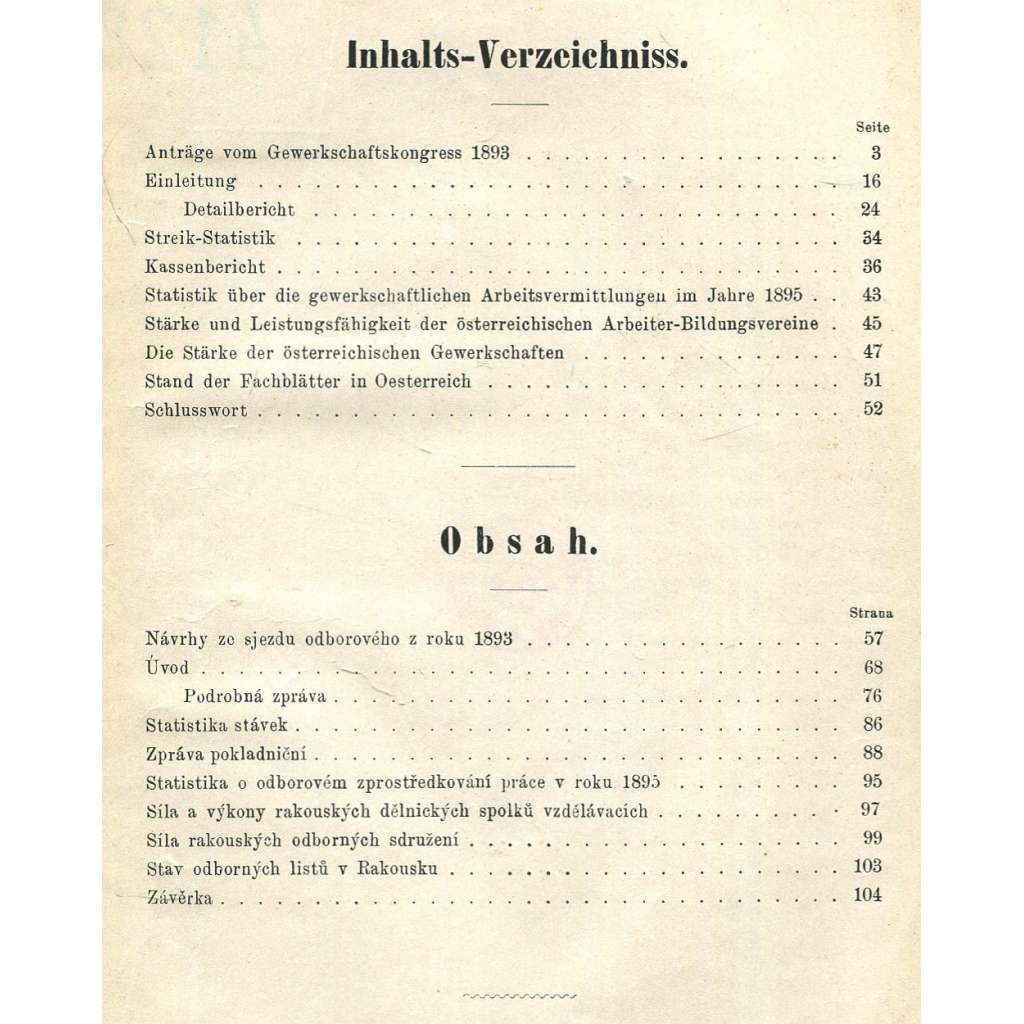 Inhalts-Verzeichniss.
Seite
Anträge vom Gewerkschaftskongress 1893 . . . . . . . . . . . . . . . . . 3
Einleitung . . . . . . . . . . . . . . . . . . . . . . . . . . . . . . . 16
Detailbericht . . . . . . . . . . . . . . . . . . . . . . . . . . . . 24
Streik-Statistik . . . . . . . . . . . . . . . . . . . . . . . . . . . . . 34
Kassenbericht . . . . . . . . . . . . . . . . . . . . . . . . . . . . . . 36
Statistik über die gewerkschaftlichen Arbeitsvermittlungen im Jahre 1895 . . 43
Stärke und Leistungsfähigkeit der österreichischen Arbeiter-Bildungsvereine . 45
Die Stärke der österreichischen Gewerkschaften . . . . . . . . . . . . . . 47
Stand der Fachblätter in Oesterreich . . . . . . . . . . . . . . . . . . . 51
Schlusswort . . . . . . . . . . . . . . . . . . . . . . . . . . . . . . . 52
Obsah.
Strana
Návrhy ze sjezdu odborového z roku 1893 . . . . . . . . . . . . . . . . . 57
Úvod . . . . . . . . . . . . . . . . . . . . . . . . . . . . . . . . . . 68
Podrobná zpráva . . . . . . . . . . . . . . . . . . . . . . . . . . . 76
Statistika stávek . . . . . . . . . . . . . . . . . . . . . . . . . . . . . 86
Zpráva pokladniční . . . . . . . . . . . . . . . . . . . . . . . . . . . . 88
Statistika o odborovém zprostředkování práce v roku 1895 . . . . . . . . . 95
Síla a výkony rakouských dělnických spolků vzdělávacích . . . . . . . . . . 97
Síla rakouských odborných sdružení . . . . . . . . . . . . . . . . . . . . 99
Stav odborných listů v Rakousku . . . . . . . . . . . . . . . . . . . . . 103
Závěrka . . . . . . . . . . . . . . . . . . . . . . . . . . . . . . . . . 104